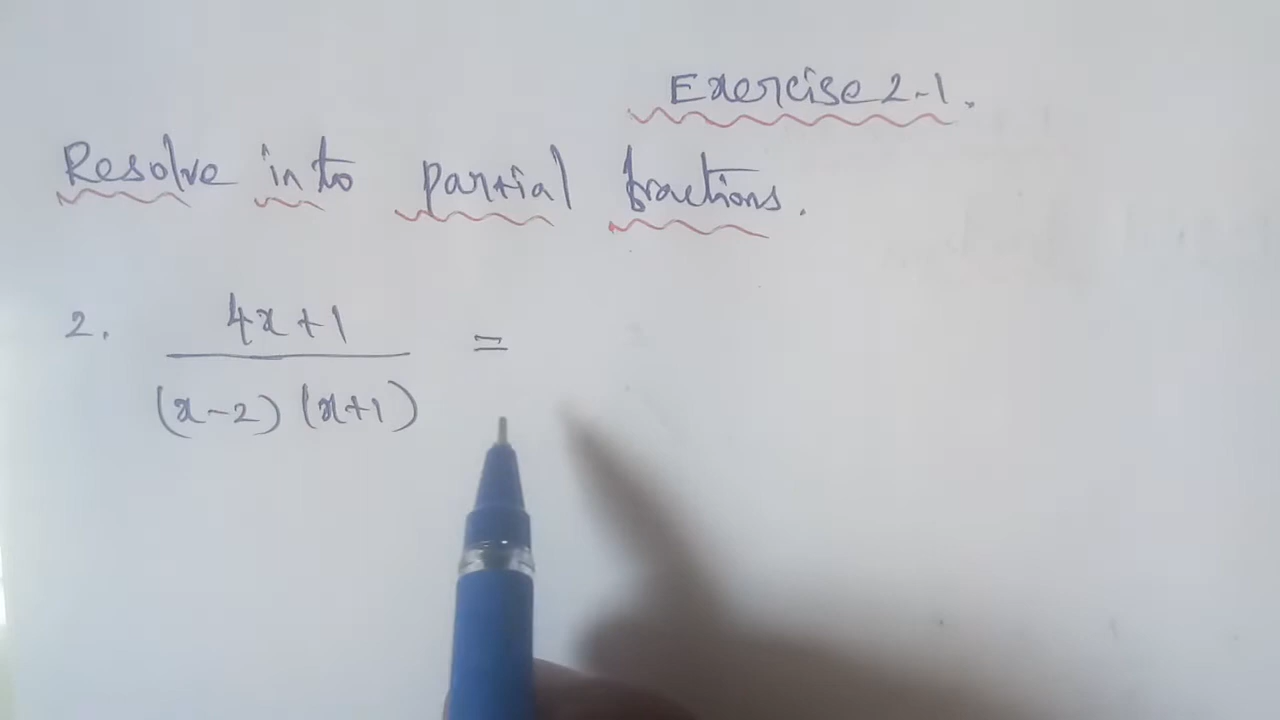 Exercise 2-1.
Resolve into partial fractions.
2. 4x+1 =
(x-2) (x+1)